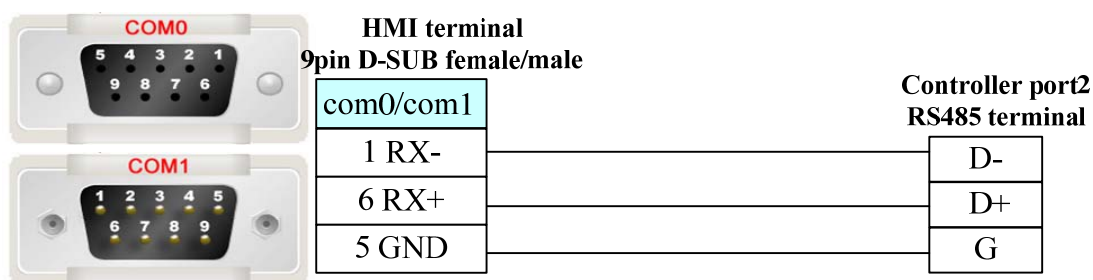 COM0
5 4 3 2 1
9 8 7 6
COM1
1 2 3 4 5
6 7 8 9
HMI terminal
9pin D-SUB female/male
com0/com1
1 RX-
6 RX+
5 GND
Controller port2
RS485 terminal
D-
D+
G